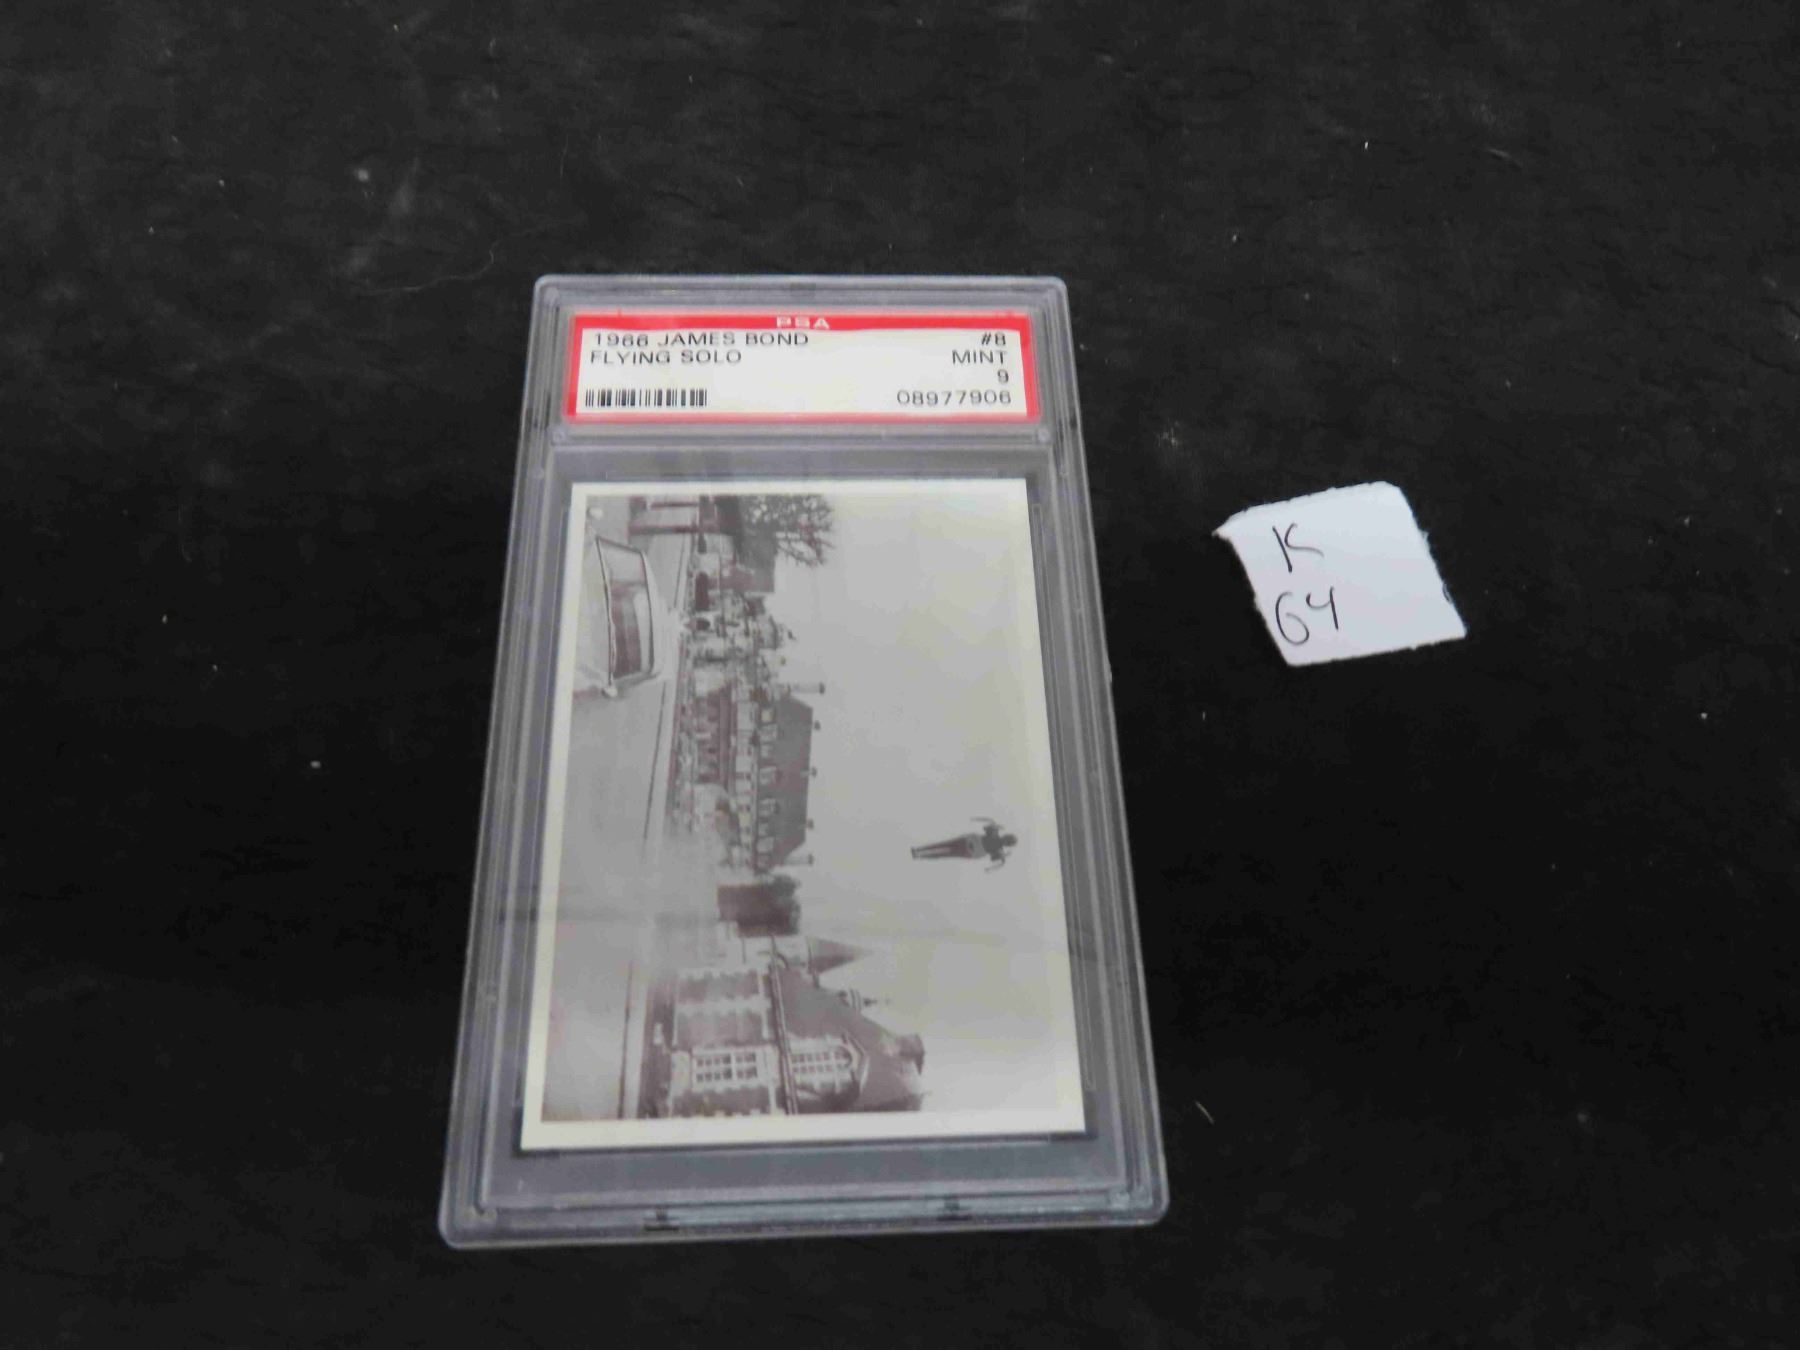 PSA
1966 JAMES BOND #8
FLYING SOLO MINT
9
08977906
K
64